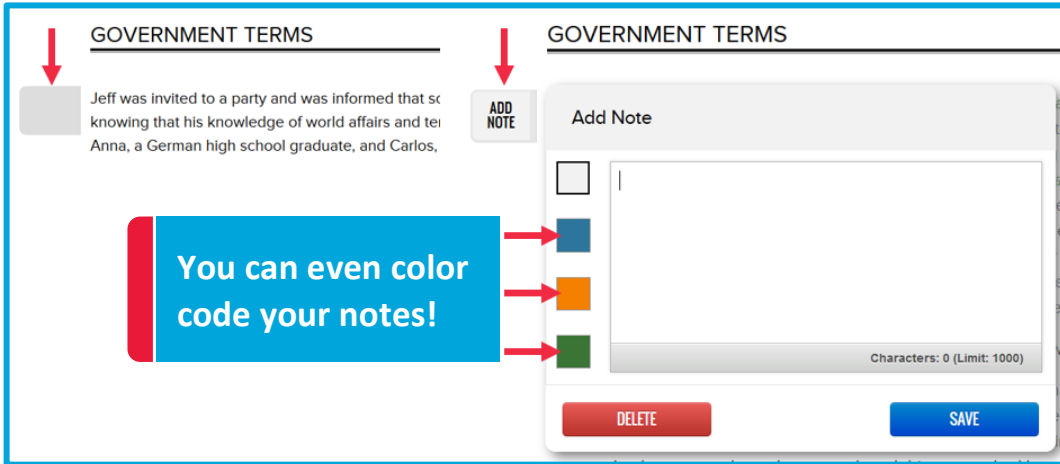 GOVERNMENT TERMS
Jeff was invited to a party and was informed that
knowing that his knowledge of world affairs and
Anna, a German high school graduate, and Carlos,
ADD
NOTE
GOVERNMENT TERMS
Add Note
Characters: 0 (Limit: 1000)
DELETE
SAVE
You can even color
code your notes!